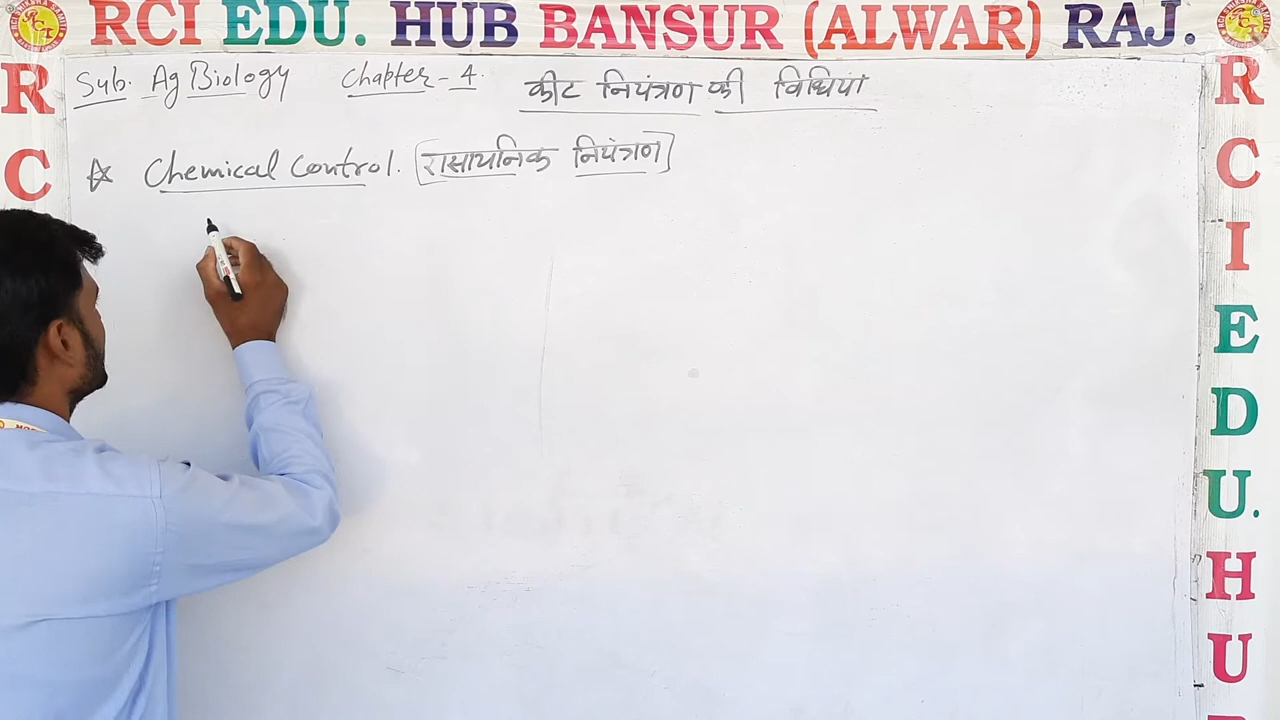 RCI EDU. HUB BANSUR (ALWAR) RAJ.
Sub. Ag Biology Chapter-4. कीट नियंत्रण की विधियां
☆ Chemical Control. [रासायनिक नियंत्रण]
R
C
R
C
I
E
D
U.
H
U